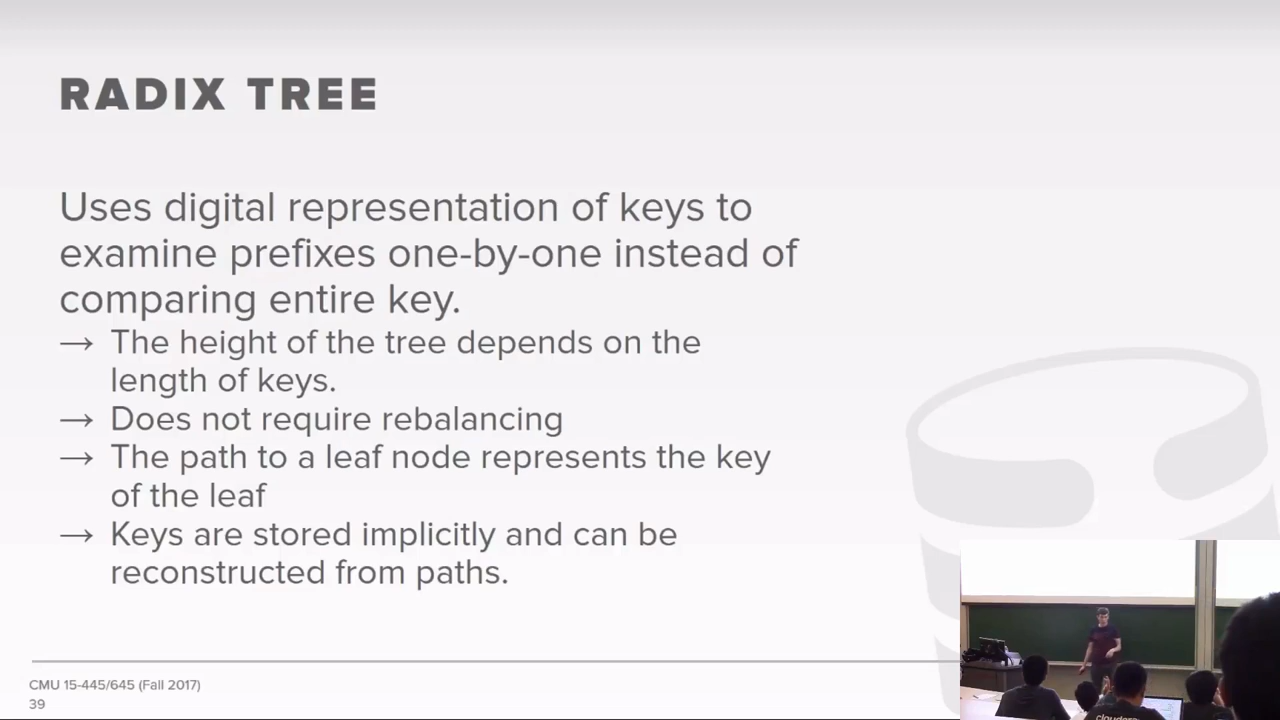 RADIX TREE
Uses digital representation of keys to
examine prefixes one-by-one instead of
comparing entire key.
→ The height of the tree depends on the
length of keys.
→ Does not require rebalancing
→ The path to a leaf node represents the key
of the leaf
→ Keys are stored implicitly and can be
reconstructed from paths.
CMU 15-445/645 (Fall 2017)
39